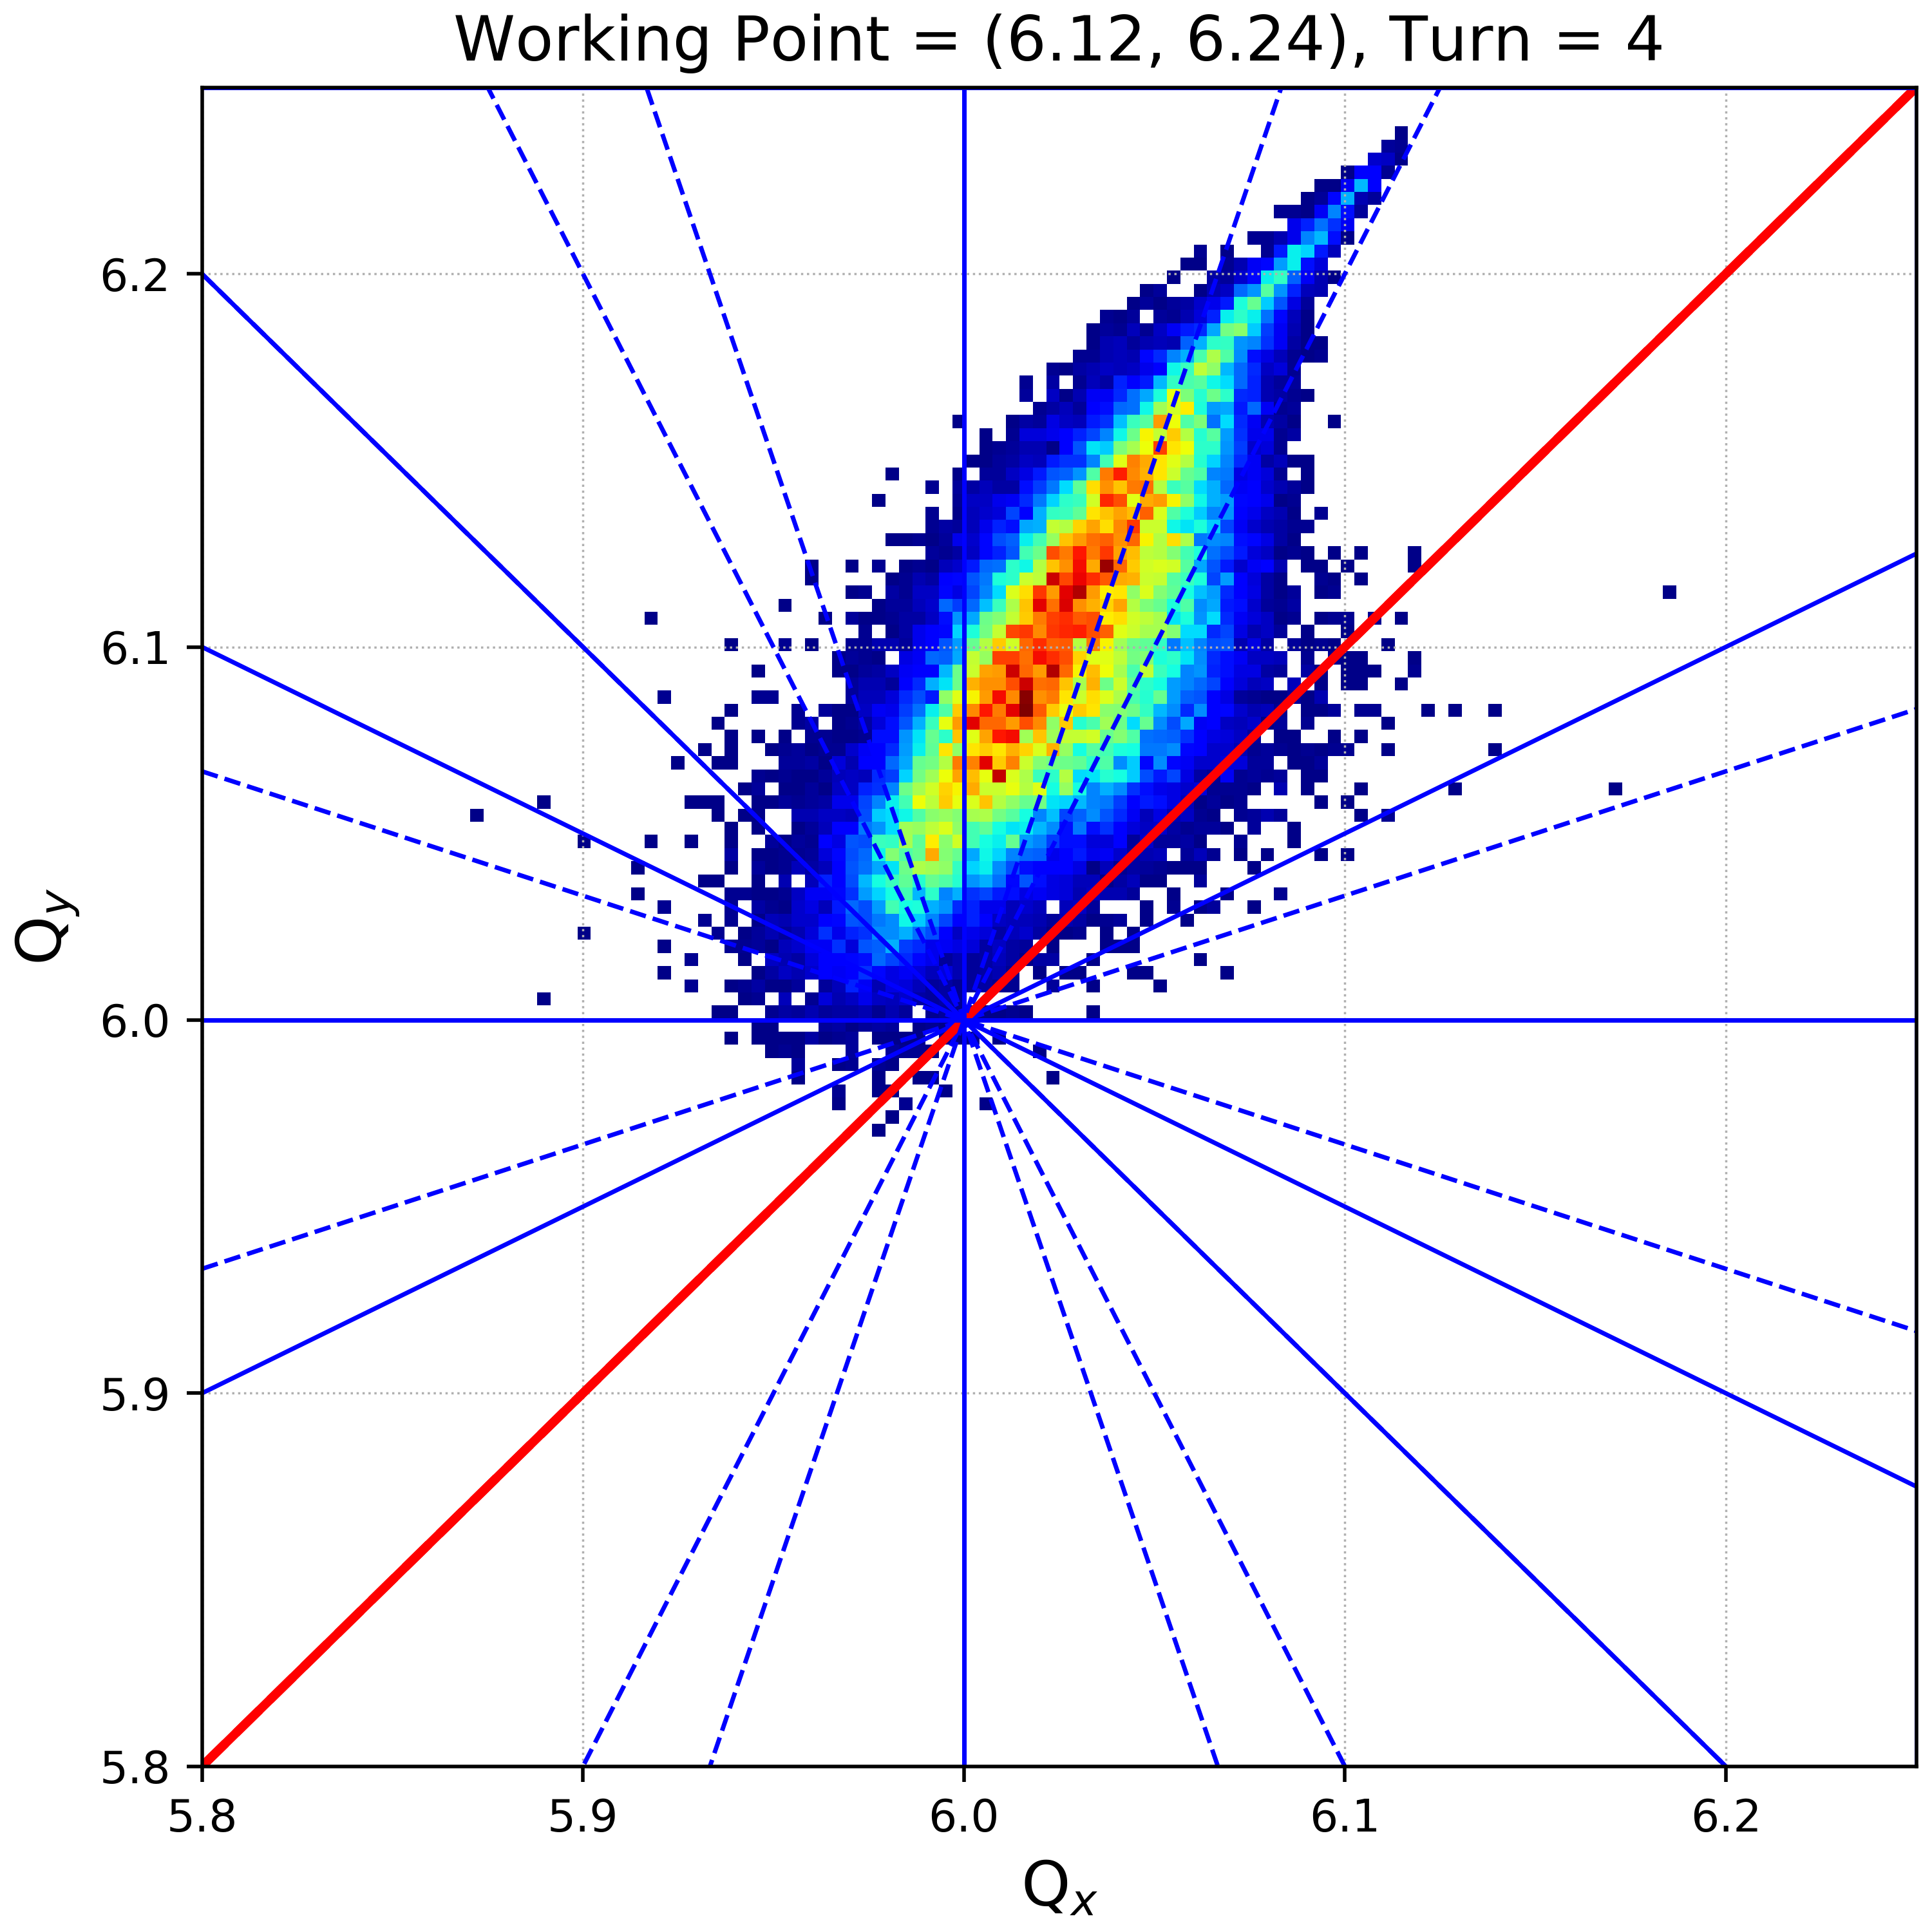 Working Point = (6.12, 6.24), Turn = 4
6.2
6.1
6.0
5.9
5.8
Qy
5.8 5.9 6.0 6.1 6.2
Qx